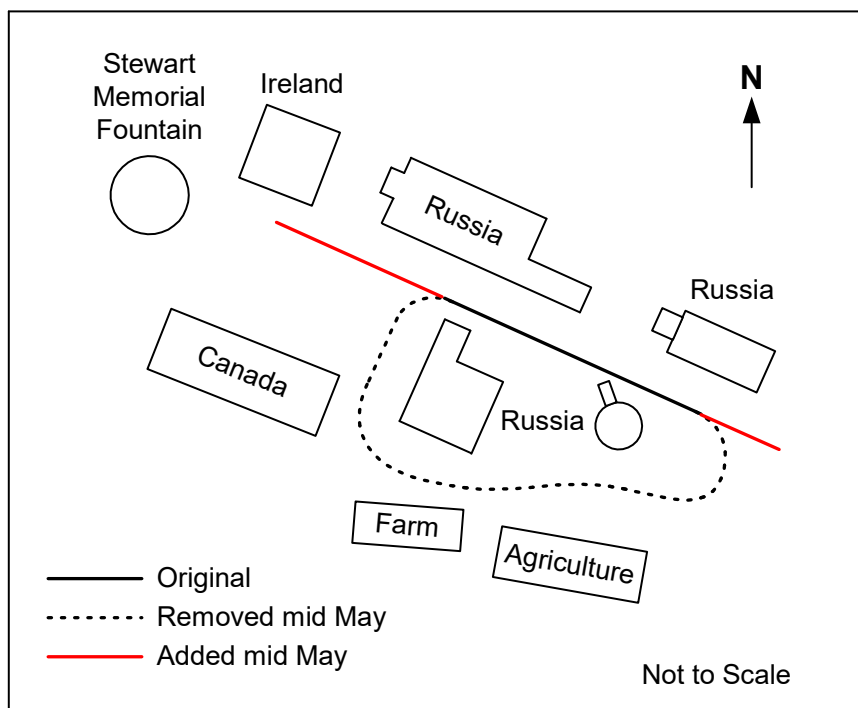 Stewart
Memorial
Fountain
Ireland
N
Russia
Russia
Canada
Russia
Farm
Agriculture
Original
Removed mid May
Added mid May
Not to Scale